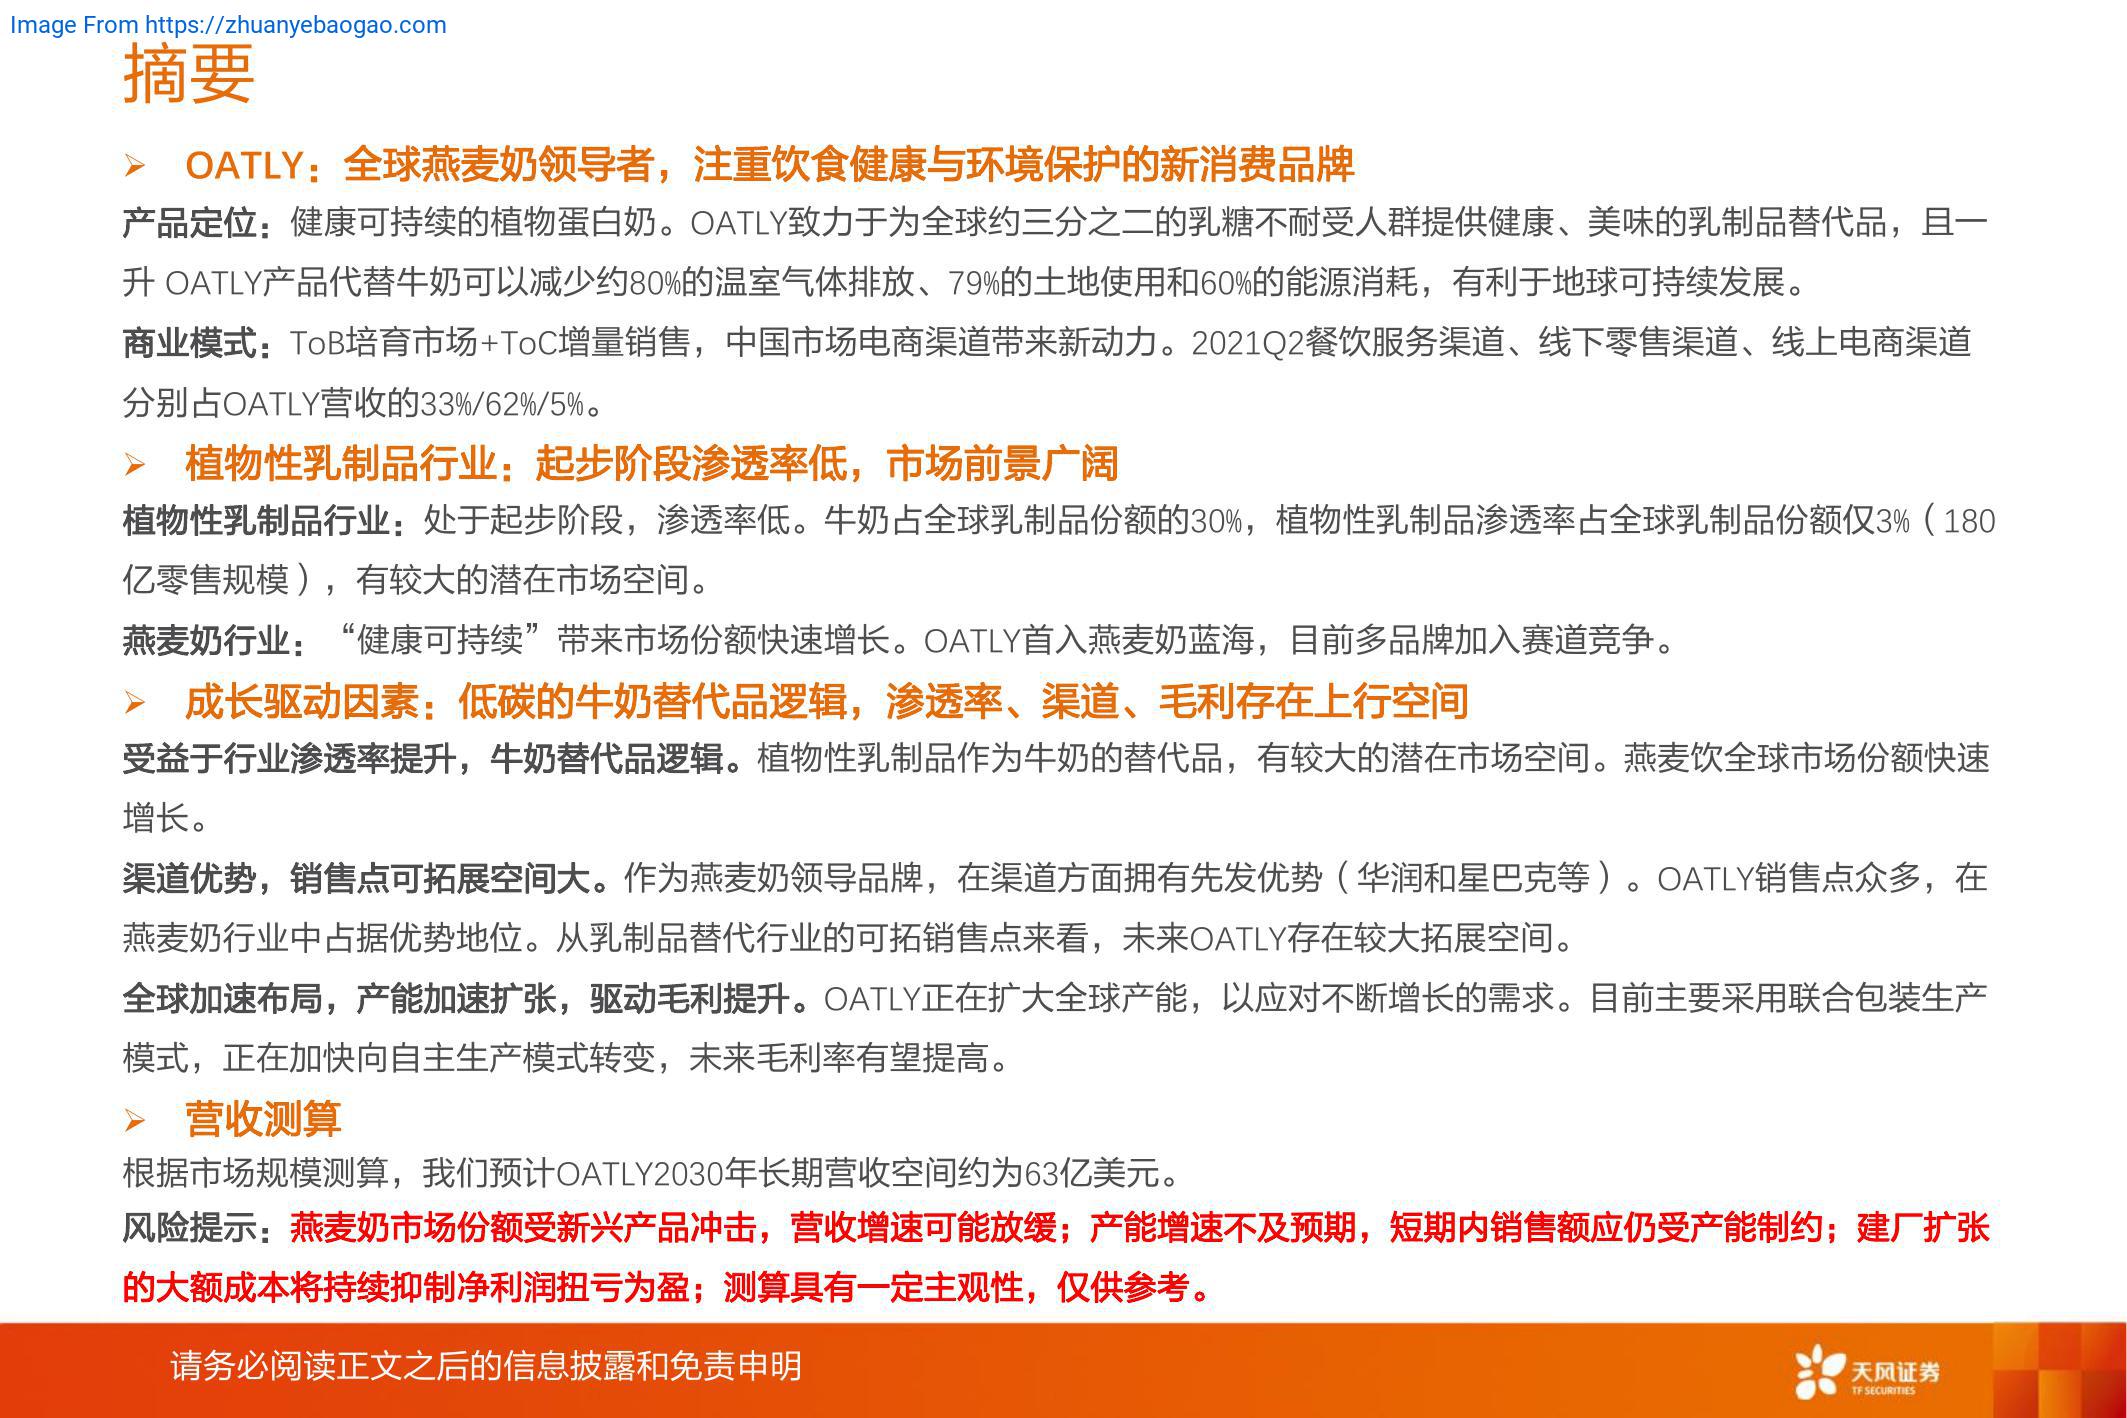 Image From https://zhuanyebaogao.com
摘要
➢ OATLY：全球燕麦奶领导者，注重饮食健康与环境保护的新消费品牌
产品定位：健康可持续的植物蛋白奶。OATLY致力于为全球约三分之二的乳糖不耐受人群提供健康、美味的乳制品替代品，且一
升 OATLY产品代替牛奶可以减少约80%的温室气体排放、79%的土地使用和60%的能源消耗，有利于地球可持续发展。
商业模式：ToB培育市场+ToC增量销售，中国市场电商渠道带来新动力。2021Q2餐饮服务渠道、线下零售渠道、线上电商渠道
分别占OATLY营收的33%/62%/5%。
➢ 植物性乳制品行业：起步阶段渗透率低，市场前景广阔
植物性乳制品行业：处于起步阶段，渗透率低。牛奶占全球乳制品份额的30%，植物性乳制品渗透率占全球乳制品份额仅3%（180
亿零售规模），有较大的潜在市场空间。
燕麦奶行业：“健康可持续”带来市场份额快速增长。OATLY首入燕麦奶蓝海，目前多品牌加入赛道竞争。
➢ 成长驱动因素：低碳的牛奶替代品逻辑，渗透率、渠道、毛利存在上行空间
受益于行业渗透率提升，牛奶替代品逻辑。植物性乳制品作为牛奶的替代品，有较大的潜在市场空间。燕麦饮全球市场份额快速
增长。
渠道优势，销售点可拓展空间大。作为燕麦奶领导品牌，在渠道方面拥有先发优势（华润和星巴克等）。OATLY销售点众多，在
燕麦奶行业中占据优势地位。从乳制品替代行业的可拓销售点来看，未来OATLY存在较大拓展空间。
全球加速布局，产能加速扩张，驱动毛利提升。OATLY正在扩大全球产能，以应对不断增长的需求。目前主要采用联合包装生产
模式，正在加快向自主生产模式转变，未来毛利率有望提高。
➢ 营收测算
根据市场规模测算，我们预计OATLY2030年长期营收空间约为63亿美元。
风险提示：燕麦奶市场份额受新兴产品冲击，营收增速可能放缓；产能增速不及预期，短期内销售额应仍受产能制约；建厂扩张
的大额成本将持续抑制净利润扭亏为盈；测算具有一定主观性，仅供参考。
请务必阅读正文之后的信息披露和免责申明
天风证券
TF SECURITIES